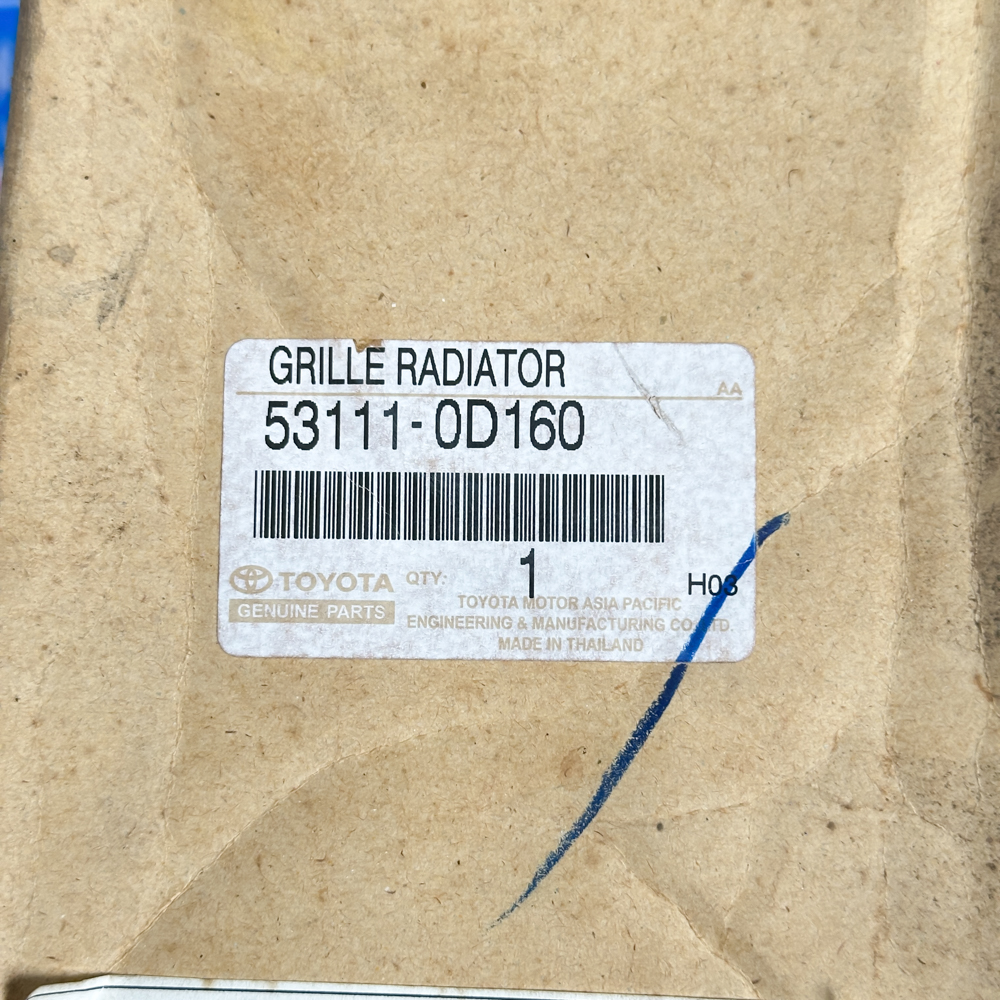 GRILLE RADIATOR
AA
53111-0D160
TOYOTA
GENUINE PARTS
QTY:
1
H03
TOYOTA MOTOR ASIA PACIFIC
ENGINEERING & MANUFACTURING CO. LTD.
MADE IN THAILAND